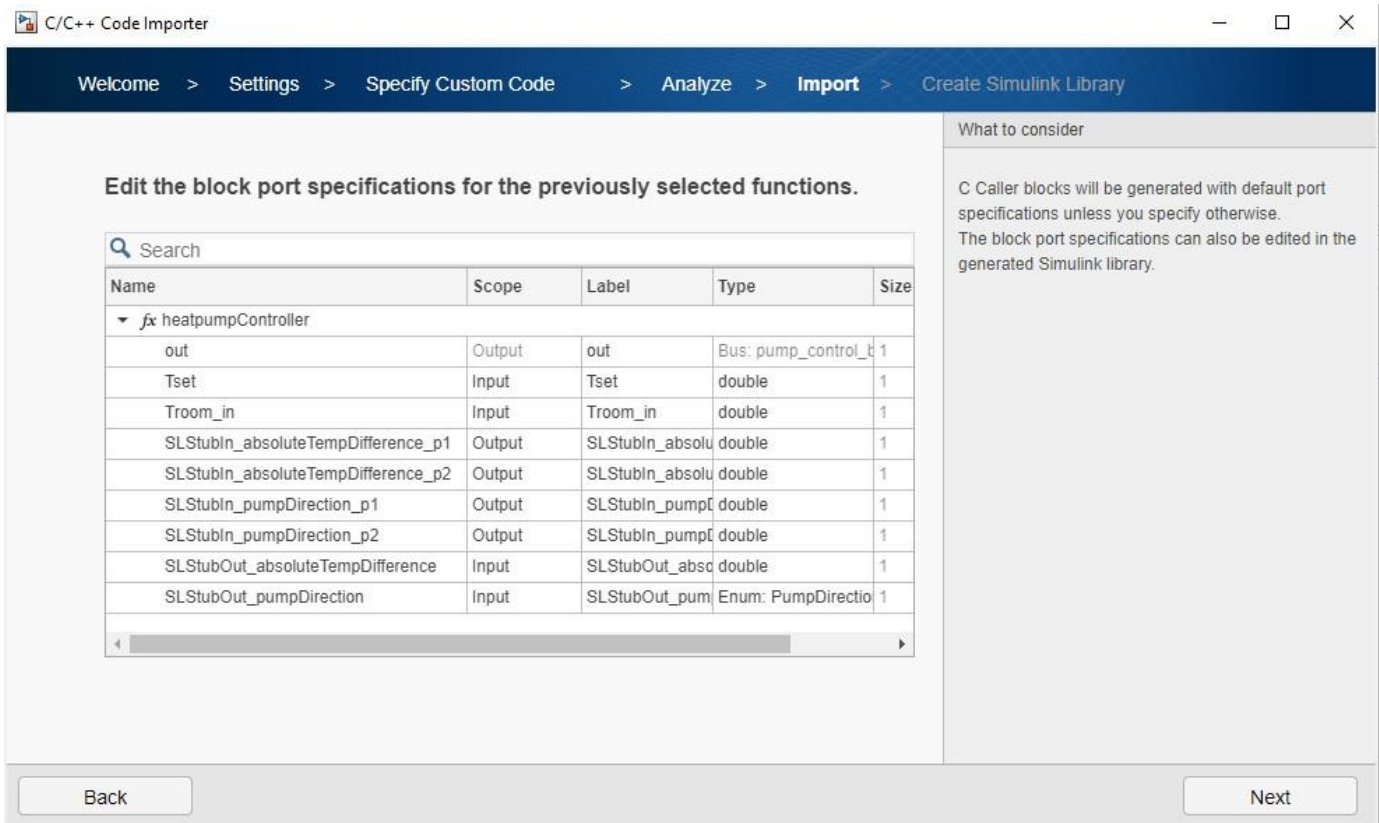 C/C++ Code Importer
Welcome > Settings > Specify Custom Code > Analyze > Import > Create Simulink Library
What to consider
Edit the block port specifications for the previously selected functions.
C Caller blocks will be generated with default port
specifications unless you specify otherwise.
The block port specifications can also be edited in the
generated Simulink library.
Search
Name Scope Label Type Size
fx heatpumpController
out Output out Bus: pump_control_b 1
Tset Input Tset double 1
Troom_in Input Troom_in double 1
SLStubIn_absoluteTempDifference_p1 Output SLStubIn_absolu double 1
SLStubIn_absoluteTempDifference_p2 Output SLStubIn_absolu double 1
SLStubIn_pumpDirection_p1 Output SLStubIn_pumpD double 1
SLStubIn_pumpDirection_p2 Output SLStubIn_pumpD double 1
SLStubOut_absoluteTempDifference Input SLStubOut_abso double 1
SLStubOut_pumpDirection Input SLStubOut_pum Enum: PumpDirectio 1
Back Next